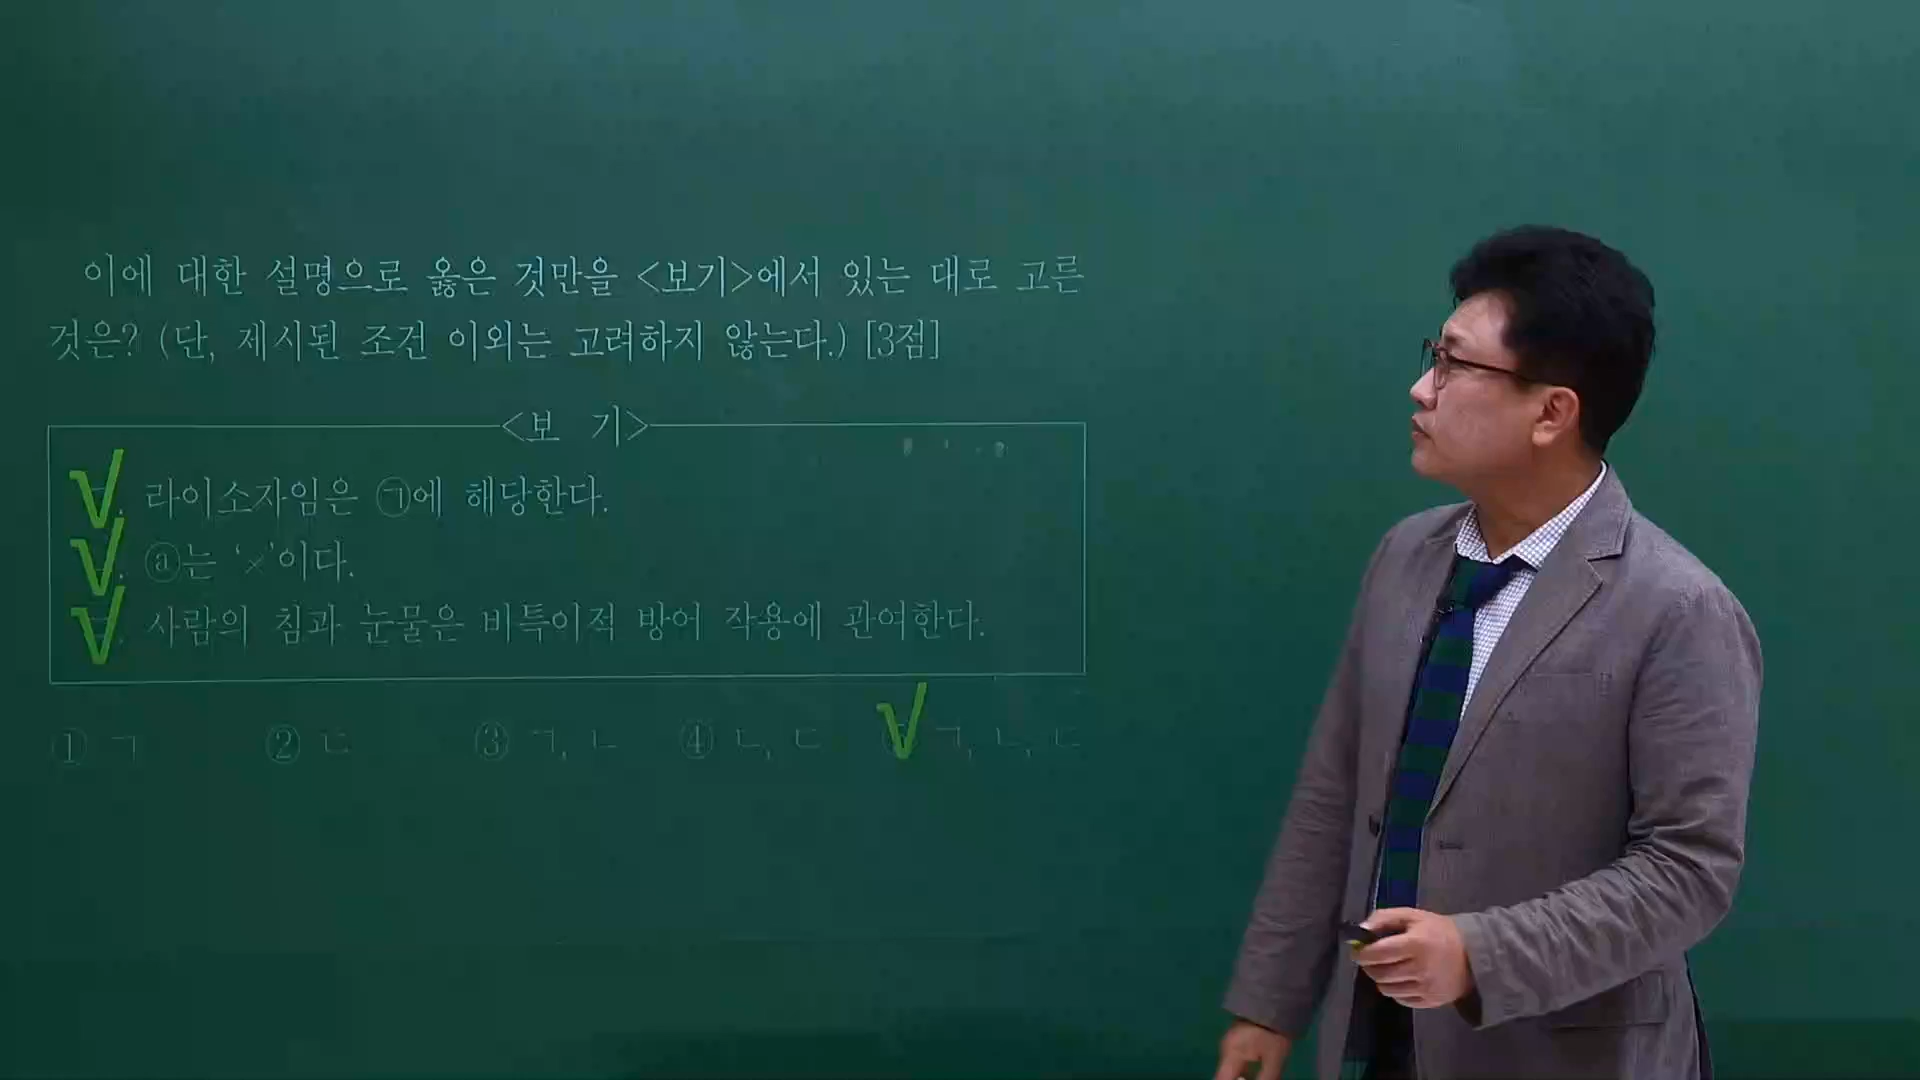 이에 대한 설명으로 옳은 것만을 <보기>에서 있는 대로 고른
것은? (단, 제시된 조건 이외는 고려하지 않는다.) [3점]
<보 기>
라이소자임은 ㉠에 해당한다.
ⓐ는 ‘×’이다.
사람의 침과 눈물은 비특이적 방어 작용에 관여한다.
① ㄱ ② ㄷ ③ ㄱ, ㄴ ④ ㄴ, ㄷ ㄱ, ㄴ, ㄷ